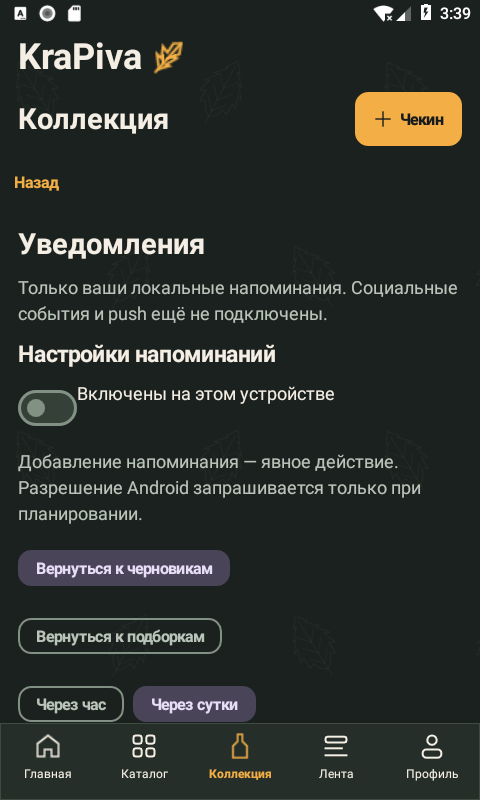 3:39
KraPiva
Коллекция
Чекин
Назад
Уведомления
Только ваши локальные напоминания. Социальные
события и push ещё не подключены.
Настройки напоминаний
Включены на этом устройстве
Добавление напоминания — явное действие.
Разрешение Android запрашивается только при
планировании.
Вернуться к черновикам
Вернуться к подборкам
Через час Через сутки
Главная Каталог Коллекция Лента Профиль